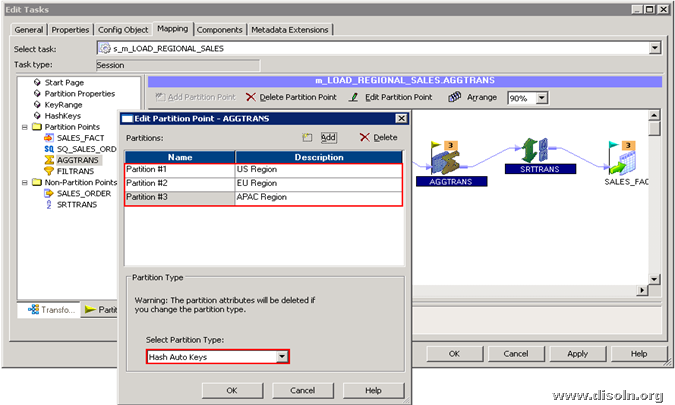 Edit Tasks
General
Properties
Config Object
Mapping
Components
Metadata Extensions
Select task:
s_m_LOAD_REGIONAL_SALES
Task type:
Session
Start Page
Partition Properties
KeyRange
HashKeys
Partition Points
SALES_FACT
SQ_SALES_ORD
AGGTRANS
FILTRANS
Non-Partition Points
SALES_ORDER
SRTTRANS
Transfo...
m_LOAD_REGIONAL_SALES.AGGTRANS
Add Partition Point
Delete Partition Point
Edit Partition Point
Arrange
90%
3
AGGTRANS
SRTTRANS
3
SALES_FAC
Edit Partition Point - AGGTRANS
Partitions:
Add
Delete
Name Description
Partition #1 US Region
Partition #2 EU Region
Partition #3 APAC Region
Partition Type
Warning: The partition attributes will be deleted if
you change the partition type.
Select Partition Type:
Hash Auto Keys
OK
Cancel
Help
OK
Cancel
Apply
Help
www.disoln.org